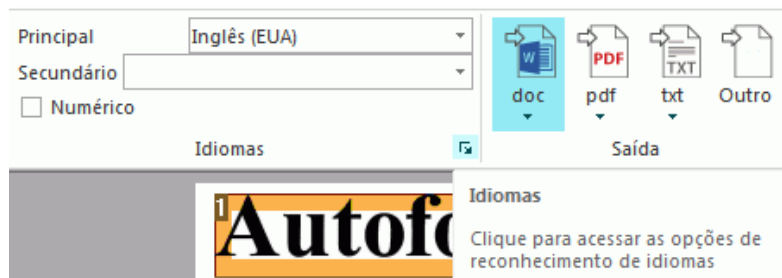 Principal Inglês (EUA)
Secundário
Numérico
Idiomas
W PDF TXT
doc pdf txt Outro
Saída
1
Autofo
Idiomas
Clique para acessar as opções de
reconhecimento de idiomas